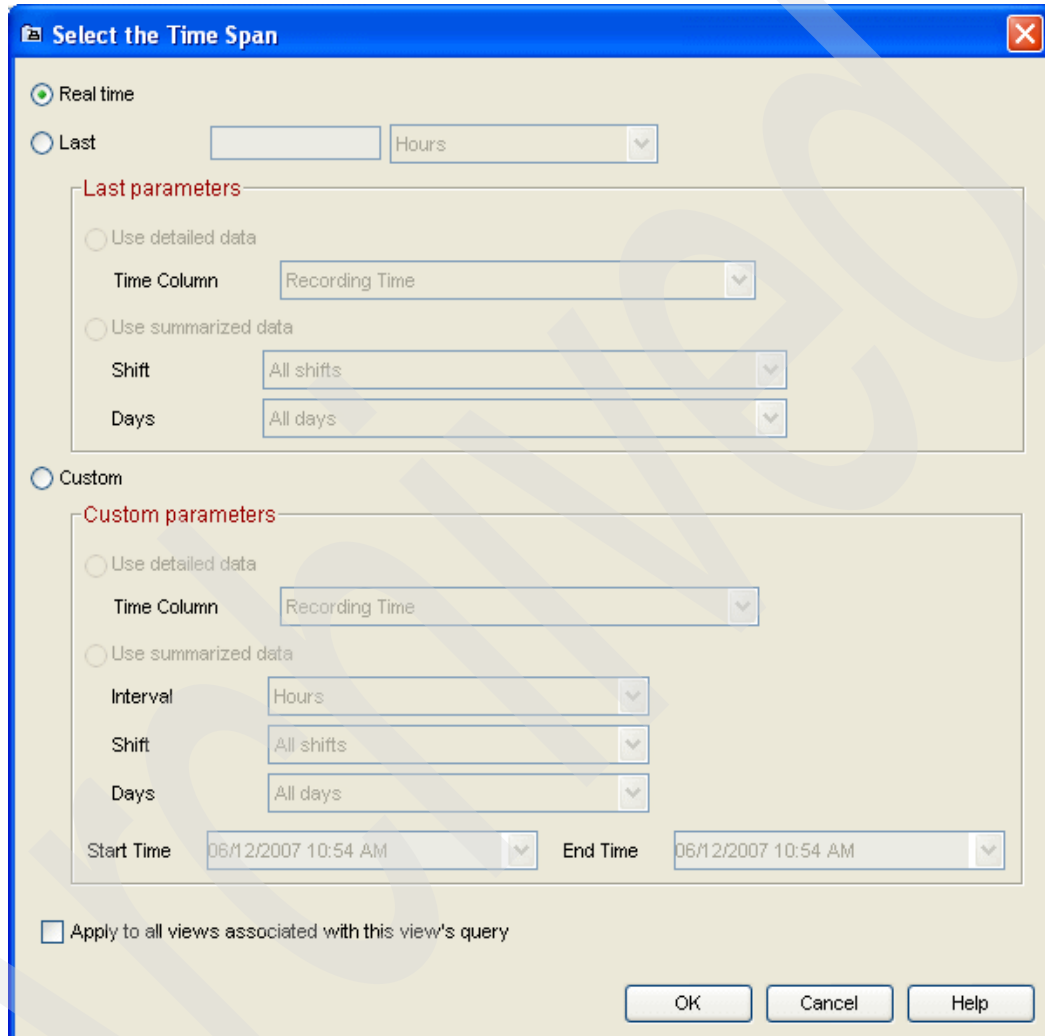 Select the Time Span
Real time
Last Hours
Last parameters
Use detailed data
Time Column Recording Time
Use summarized data
Shift All shifts
Days All days
Custom
Custom parameters
Use detailed data
Time Column Recording Time
Use summarized data
Interval Hours
Shift All shifts
Days All days
Start Time 06/12/2007 10:54 AM End Time 06/12/2007 10:54 AM
Apply to all views associated with this view's query
OK Cancel Help